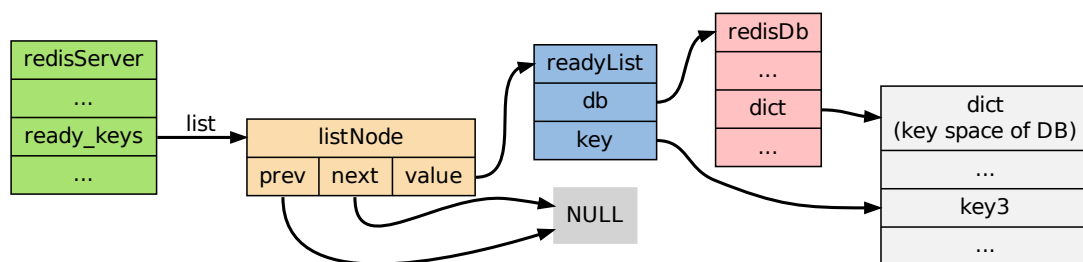 redisServer
...
ready_keys
...
list
listNode
prev
next
value
readyList
db
key
NULL
redisDb
...
dict
...
dict
(key space of DB)
...
key3
...